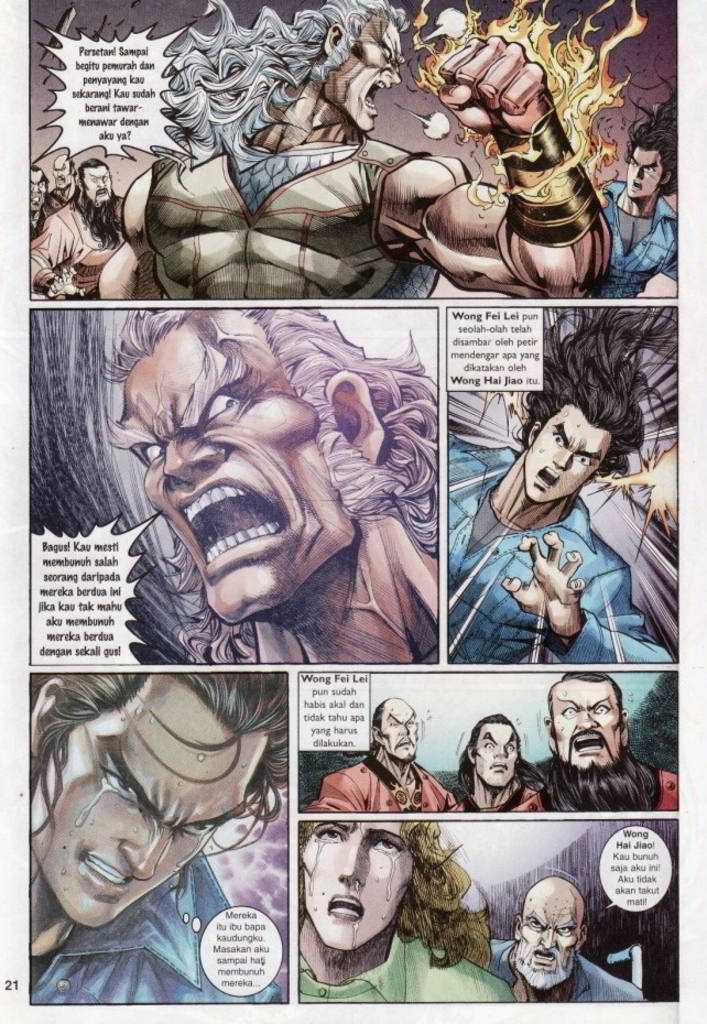 Persetan! Sampai
begitu pemurah dan
penyayang kau
sekarang! Kau sudah
berani tawar-
menawar dengan
aku ya?
Wong Fei Lei pun
seolah-olah telah
disambar oleh petir
mendengar apa yang
dikatakan oleh
Wong Hai Jiao itu.
Bagus! Kau mesti
membunuh salah
seorang daripada
mereka berdua ini
jika kau tak mahu
aku membunuh
mereka berdua
dengan sekali gus!
Wong Fei Lei
pun sudah
habis akal dan
tidak tahu apa
yang harus
dilakukan.
Mereka
itu ibu bapa
kaudungku.
Masakan aku
sampai hati
membunuh
mereka...
Wong
Hai Jiao!
Kau bunuh
saja aku ini!
Aku tidak
akan takut
mati!
21